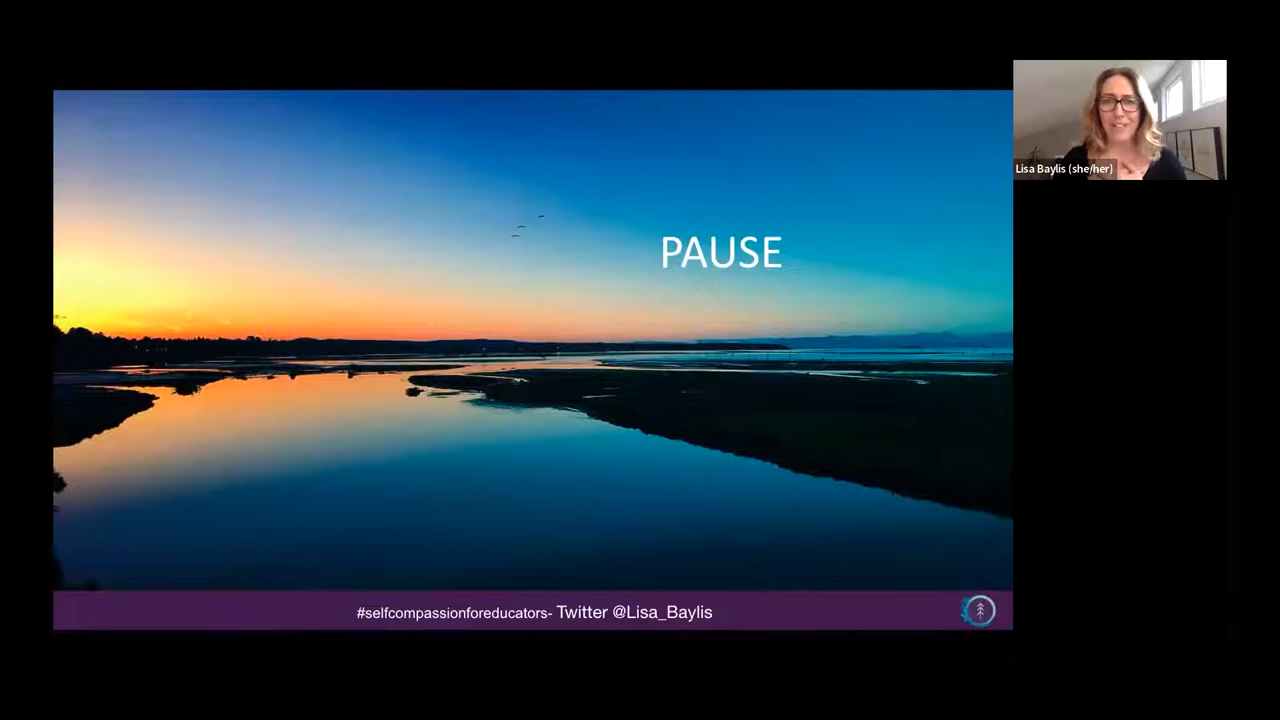 PAUSE
Lisa Baylis (she/her)
#selfcompassionforeducators- Twitter @Lisa_Baylis